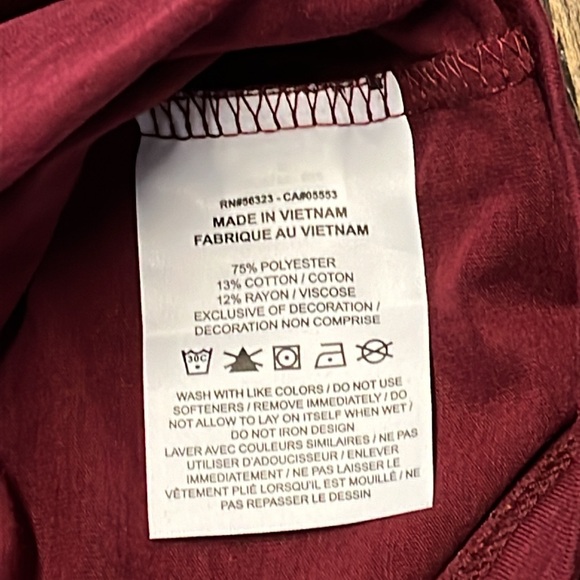 RN#56323 - CA#05553
MADE IN VIETNAM
FABRIQUE AU VIETNAM
75% POLYESTER
13% COTTON / COTON
12% RAYON / VISCOSE
EXCLUSIVE OF DECORATION /
DECORATION NON COMPRISE
30C
WASH WITH LIKE COLORS / DO NOT USE
SOFTENERS / REMOVE IMMEDIATELY / DO
NOT ALLOW TO LAY ON ITSELF WHEN WET /
DO NOT IRON DESIGN
LAVER AVEC COULEURS SIMILAIRES / NE PAS
UTILISER D'ADOUCISSEUR / ENLEVER
IMMEDIATEMENT / NE PAS LAISSER LE
VÊTEMENT PLIÉ LORSQU'IL EST MOUILLÉ / NE
PAS REPASSER LE DESSIN